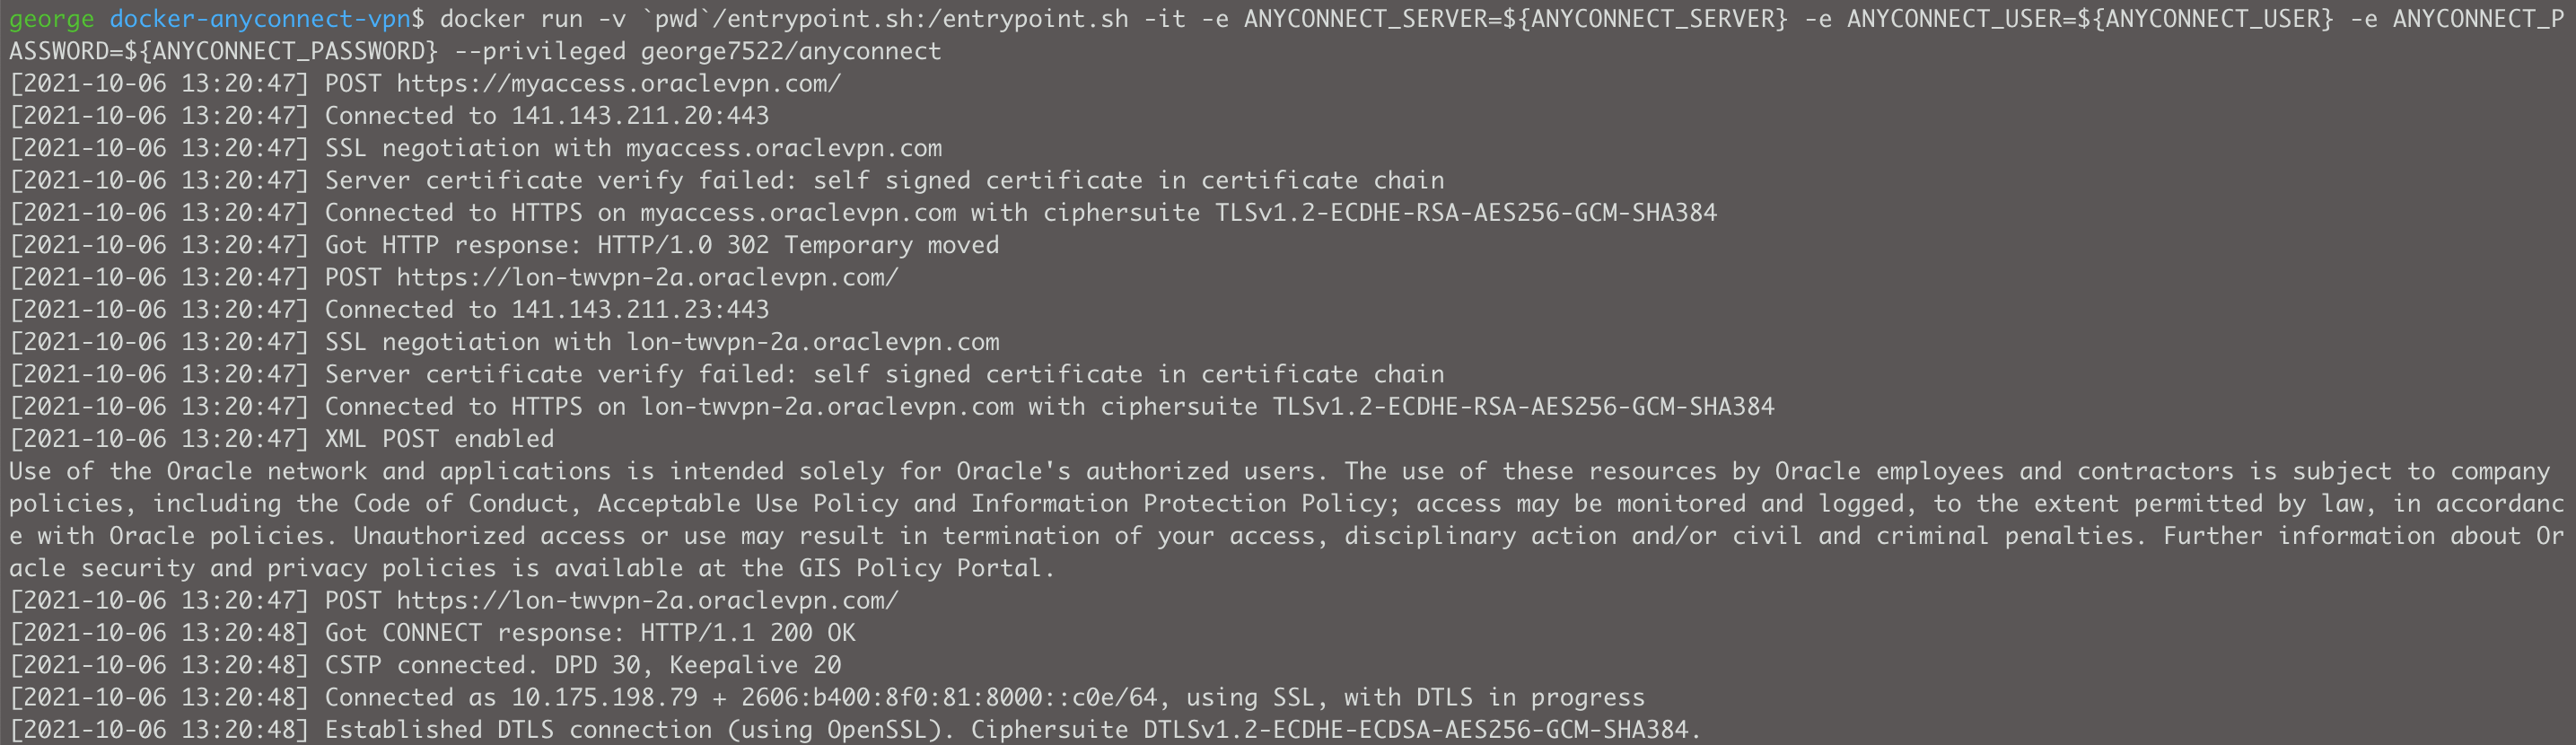 george docker-anyconnect-vpn$ docker run -v `pwd`/entrypoint.sh:/entrypoint.sh -it -e ANYCONNECT_SERVER=${ANYCONNECT_SERVER} -e ANYCONNECT_USER=${ANYCONNECT_USER} -e ANYCONNECT_P
ASSWORD=${ANYCONNECT_PASSWORD} --privileged george7522/anyconnect
[2021-10-06 13:20:47] POST https://myaccess.oraclevpn.com/
[2021-10-06 13:20:47] Connected to 141.143.211.20:443
[2021-10-06 13:20:47] SSL negotiation with myaccess.oraclevpn.com
[2021-10-06 13:20:47] Server certificate verify failed: self signed certificate in certificate chain
[2021-10-06 13:20:47] Connected to HTTPS on myaccess.oraclevpn.com with ciphersuite TLSv1.2-ECDHE-RSA-AES256-GCM-SHA384
[2021-10-06 13:20:47] Got HTTP response: HTTP/1.0 302 Temporary moved
[2021-10-06 13:20:47] POST https://lon-twvpn-2a.oraclevpn.com/
[2021-10-06 13:20:47] Connected to 141.143.211.23:443
[2021-10-06 13:20:47] SSL negotiation with lon-twvpn-2a.oraclevpn.com
[2021-10-06 13:20:47] Server certificate verify failed: self signed certificate in certificate chain
[2021-10-06 13:20:47] Connected to HTTPS on lon-twvpn-2a.oraclevpn.com with ciphersuite TLSv1.2-ECDHE-RSA-AES256-GCM-SHA384
[2021-10-06 13:20:47] XML POST enabled
Use of the Oracle network and applications is intended solely for Oracle's authorized users. The use of these resources by Oracle employees and contractors is subject to company
policies, including the Code of Conduct, Acceptable Use Policy and Information Protection Policy; access may be monitored and logged, to the extent permitted by law, in accordanc
e with Oracle policies. Unauthorized access or use may result in termination of your access, disciplinary action and/or civil and criminal penalties. Further information about Or
acle security and privacy policies is available at the GIS Policy Portal.
[2021-10-06 13:20:47] POST https://lon-twvpn-2a.oraclevpn.com/
[2021-10-06 13:20:48] Got CONNECT response: HTTP/1.1 200 OK
[2021-10-06 13:20:48] CSTP connected. DPD 30, Keepalive 20
[2021-10-06 13:20:48] Connected as 10.175.198.79 + 2606:b400:8f0:81:8000::c0e/64, using SSL, with DTLS in progress
[2021-10-06 13:20:48] Established DTLS connection (using OpenSSL). Ciphersuite DTLSv1.2-ECDHE-ECDSA-AES256-GCM-SHA384.